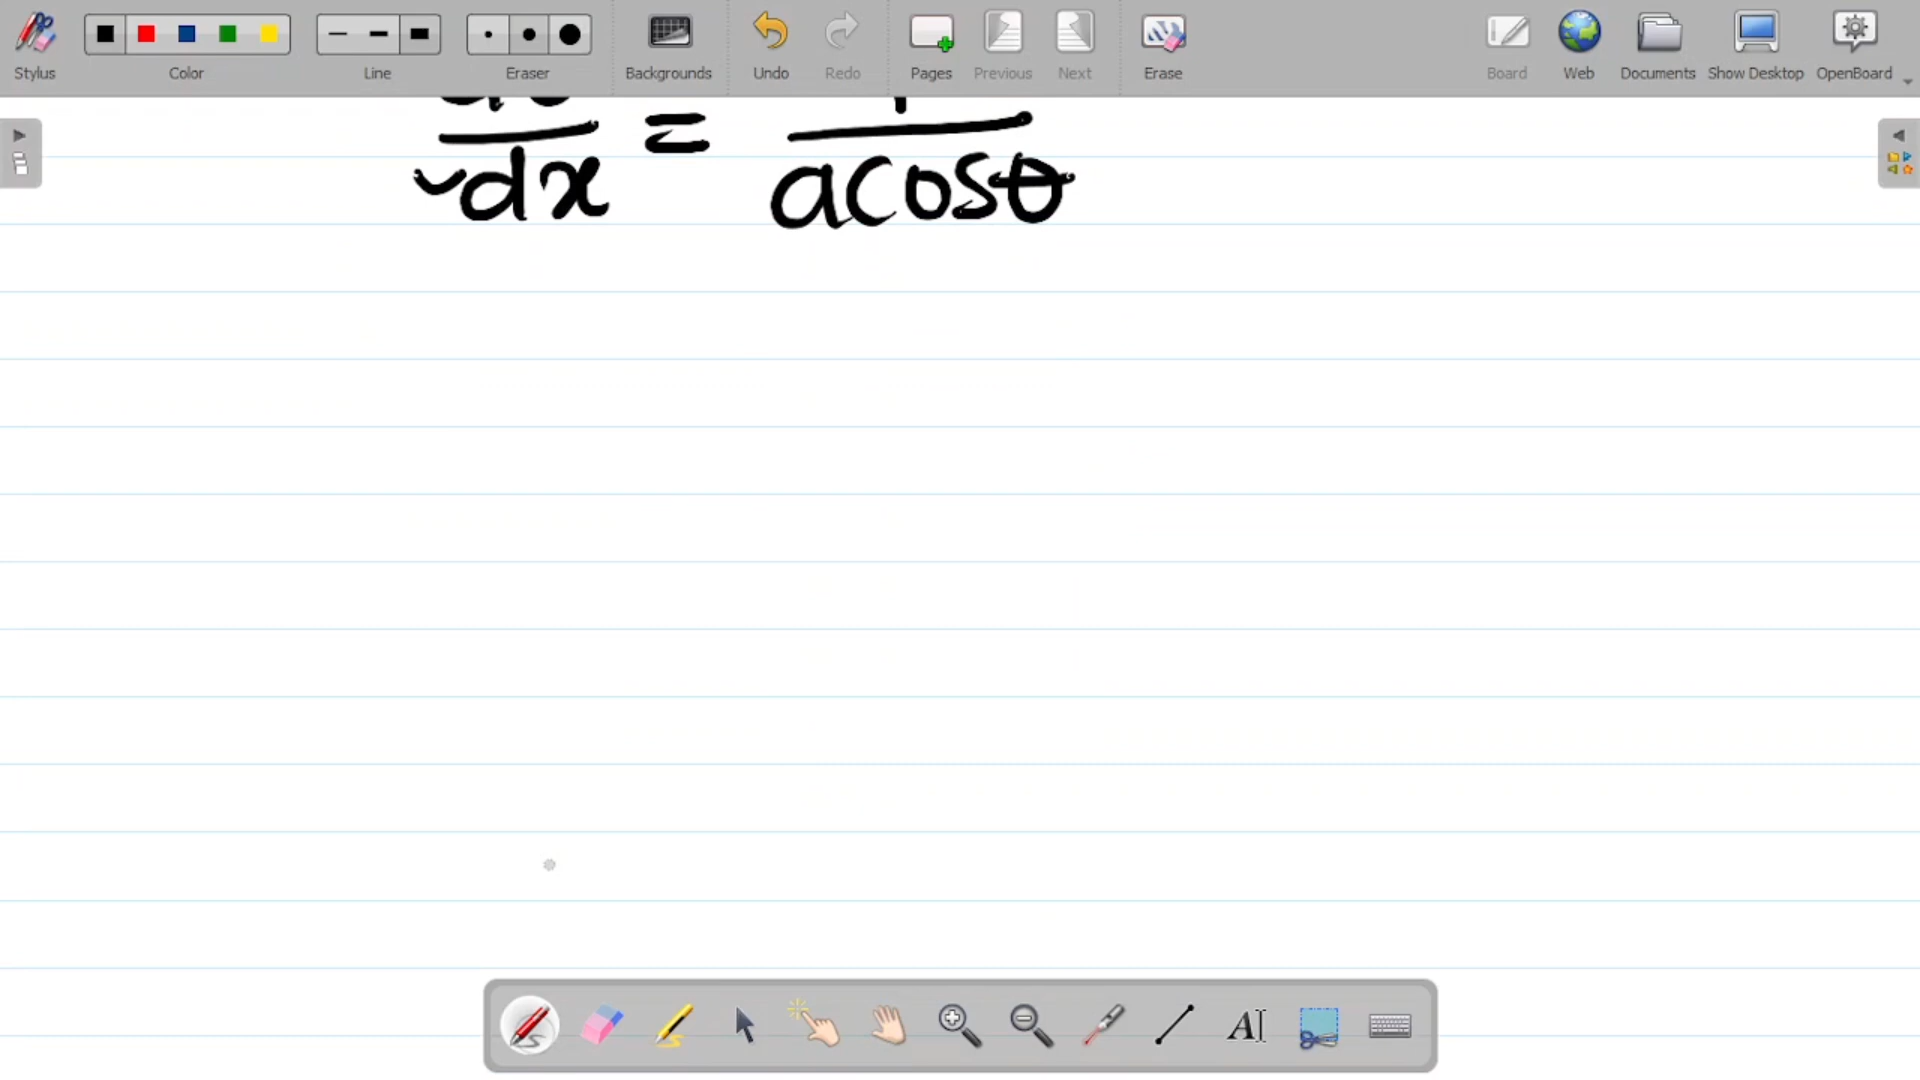 Stylus Color Line Eraser Backgrounds Undo Redo Pages Previous Next Erase Board Web Documents Show Desktop OpenBoard
=
dx acosθ
A